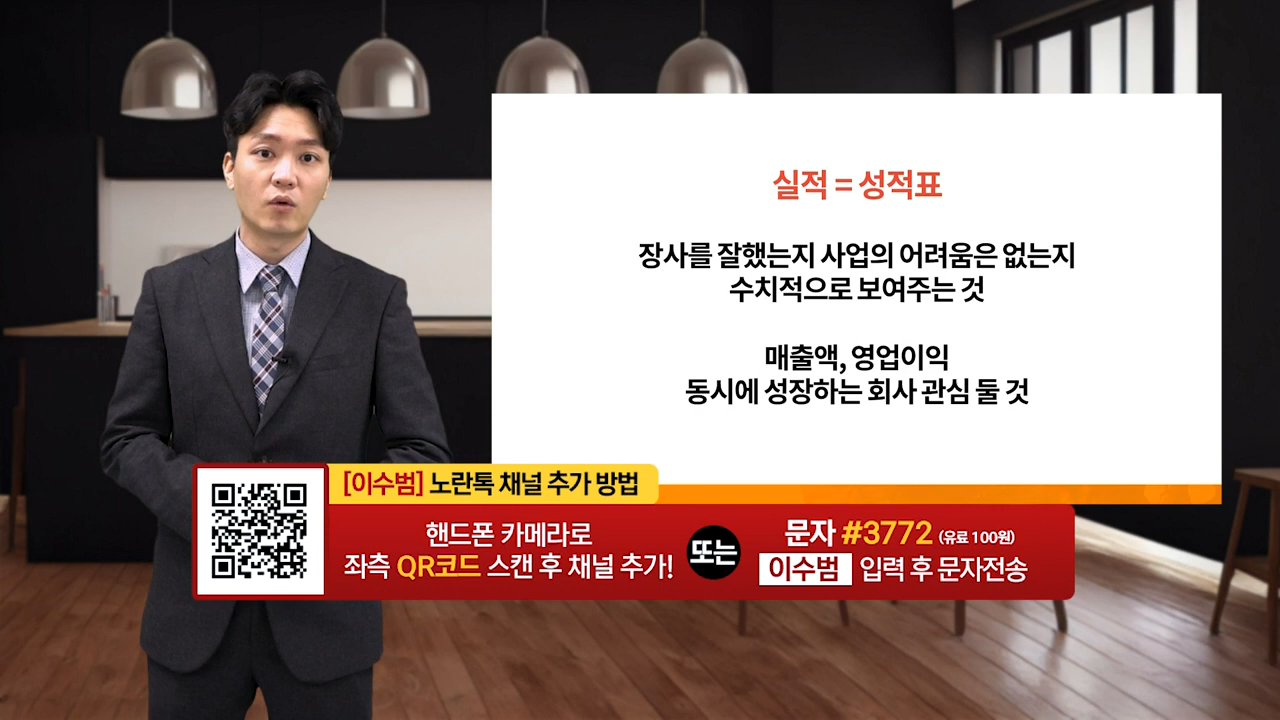 실적 = 성적표
장사를 잘했는지 사업의 어려움은 없는지
수치적으로 보여주는 것
매출액, 영업이익
동시에 성장하는 회사 관심 둘 것
[이수범] 노란톡 채널 추가 방법
핸드폰 카메라로
좌측 QR코드 스캔 후 채널 추가!
또는
문자 #3772 (유료 100원)
이수범 입력 후 문자전송